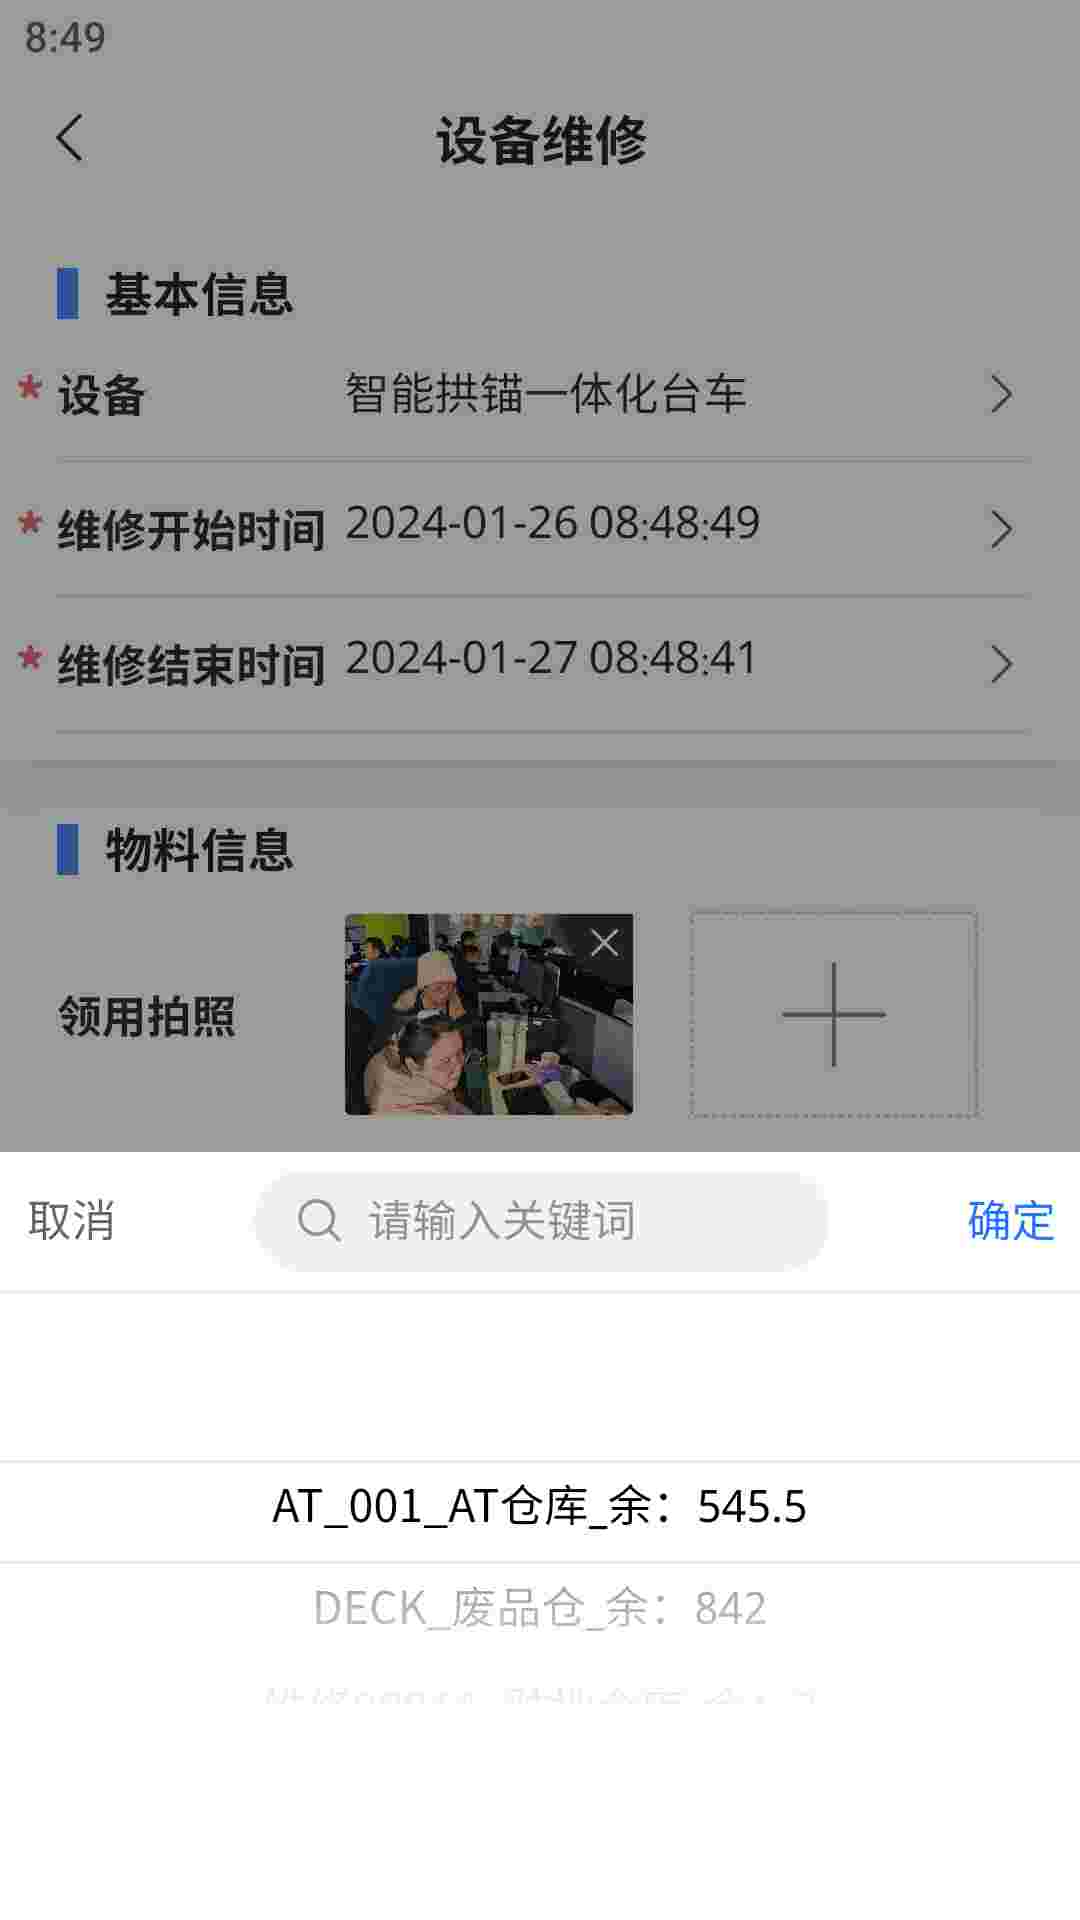 8:49
设备维修
基本信息
* 设备 智能拱锚一体化台车
* 维修开始时间 2024-01-26 08:48:49
* 维修结束时间 2024-01-27 08:48:41
物料信息
领用拍照
取消 请输入关键词 确定
AT_001_AT仓库_余：545.5
DECK_废品仓_余：842